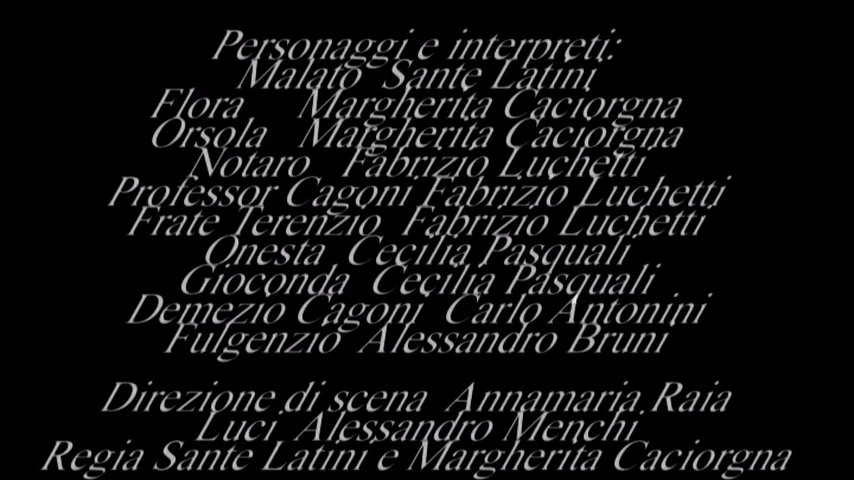 Personaggi e interpreti:
Malato Sante Latini
Flora Margherita Caciorgna
Orsola Margherita Caciorgna
Notaro Fabrizio Luchetti
Professor Cagoni Fabrizio Luchetti
Frate Terenzio Fabrizio Luchetti
Onesta Cecilia Pasquali
Gioconda Cecilia Pasquali
Demezio Cagoni Carlo Antonini
Fulgenzio Alessandro Bruni
Direzione di scena Annamaria Raia
Luci Alessandro Menchi
Regia Sante Latini e Margherita Caciorgna